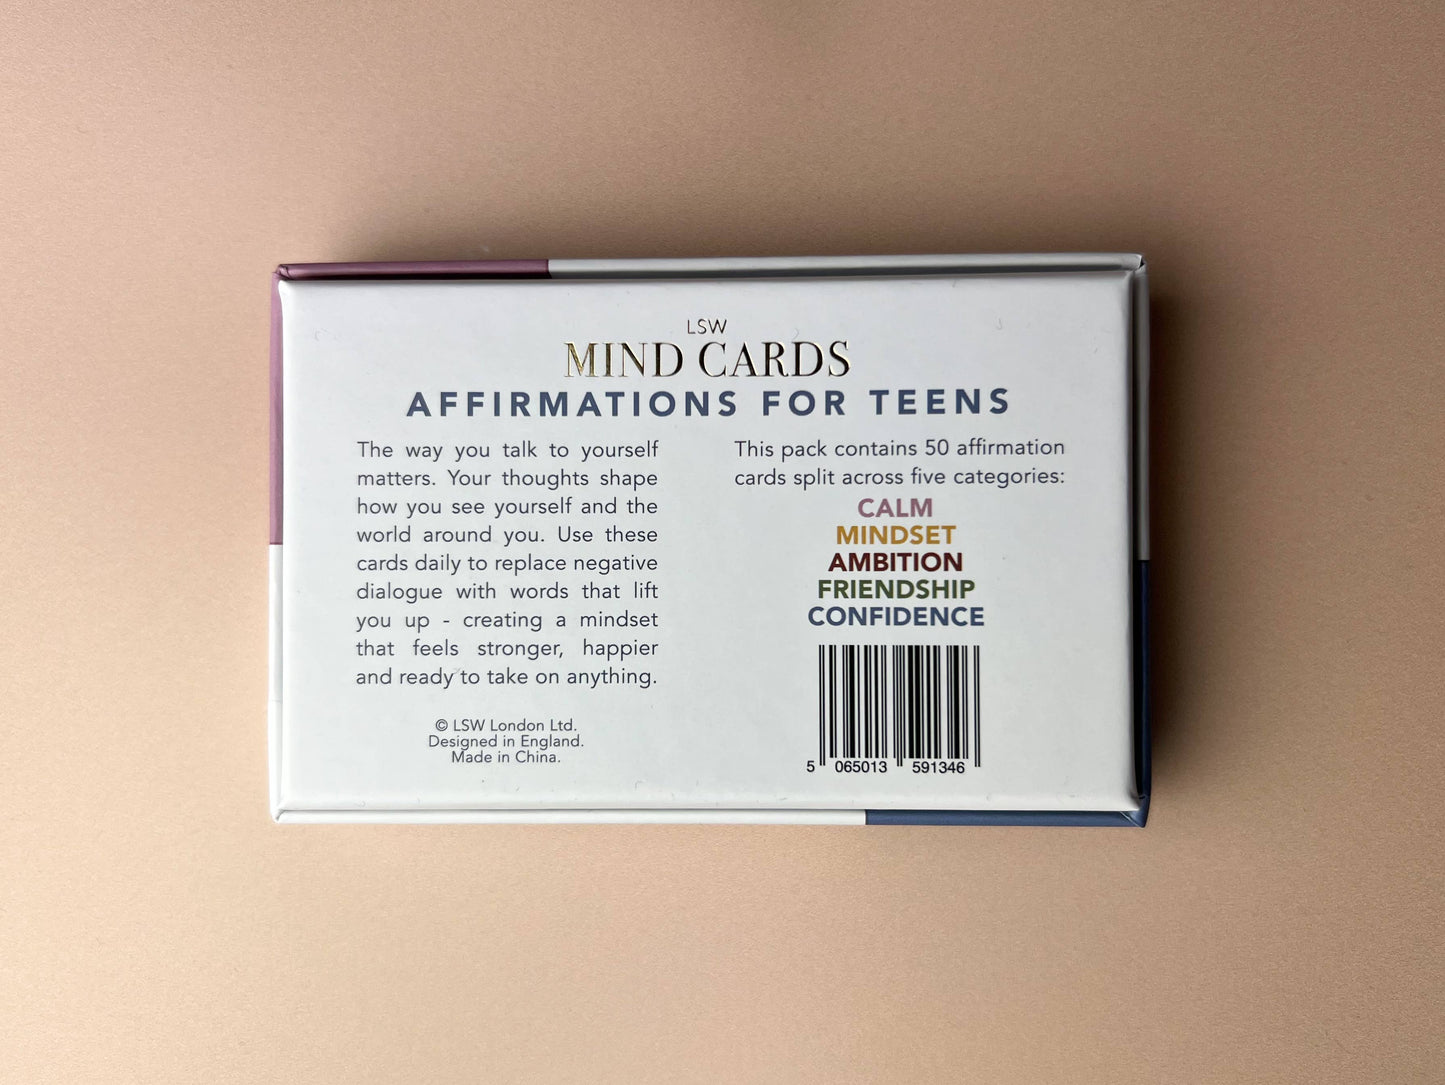 LSW
MIND CARDS
AFFIRMATIONS FOR TEENS
The way you talk to yourself
matters. Your thoughts shape
how you see yourself and the
world around you. Use these
cards daily to replace negative
dialogue with words that lift
you up - creating a mindset
that feels stronger, happier
and ready to take on anything.
© LSW London Ltd.
Designed in England.
Made in China.
This pack contains 50 affirmation
cards split across five categories:
CALM
MINDSET
AMBITION
FRIENDSHIP
CONFIDENCE
5 065013 591346